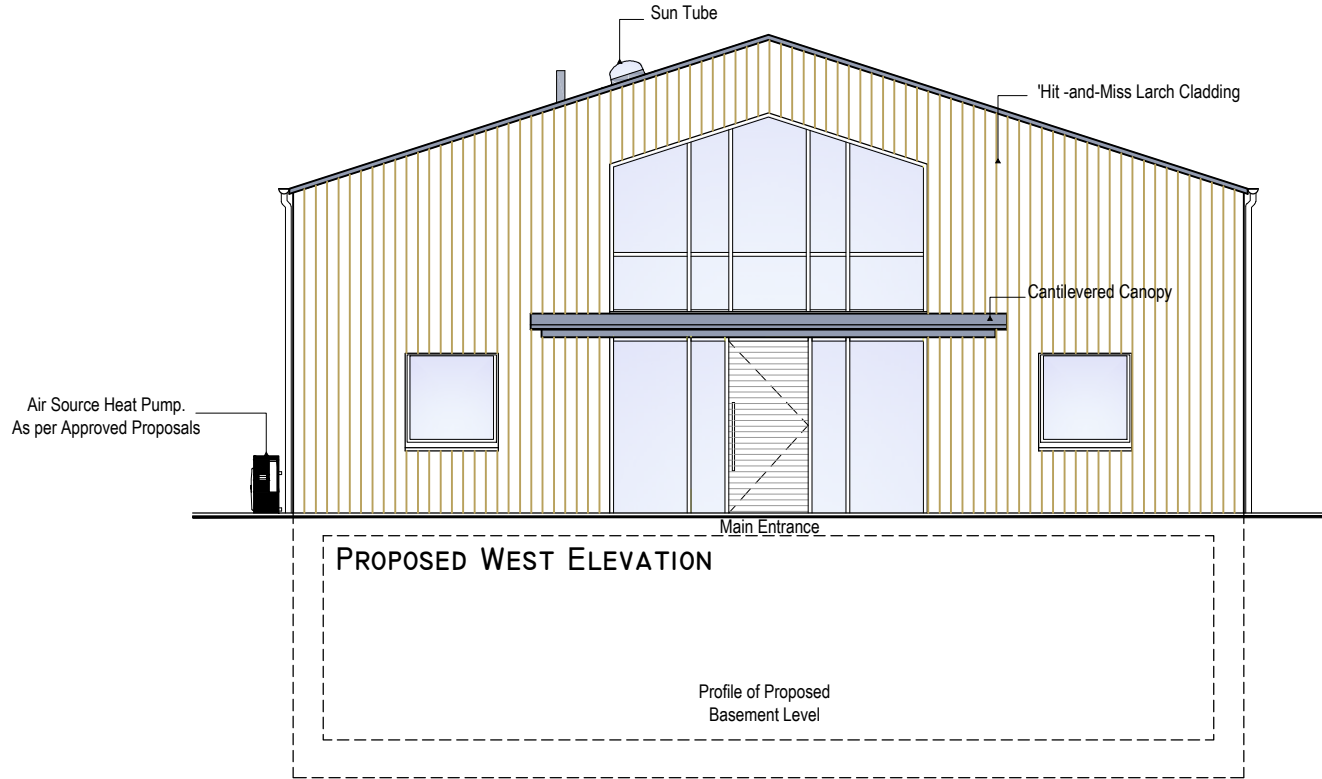 Sun Tube
'Hit -and-Miss Larch Cladding
Cantilevered Canopy
Air Source Heat Pump.
As per Approved Proposals
Main Entrance
PROPOSED WEST ELEVATION
Profile of Proposed
Basement Level